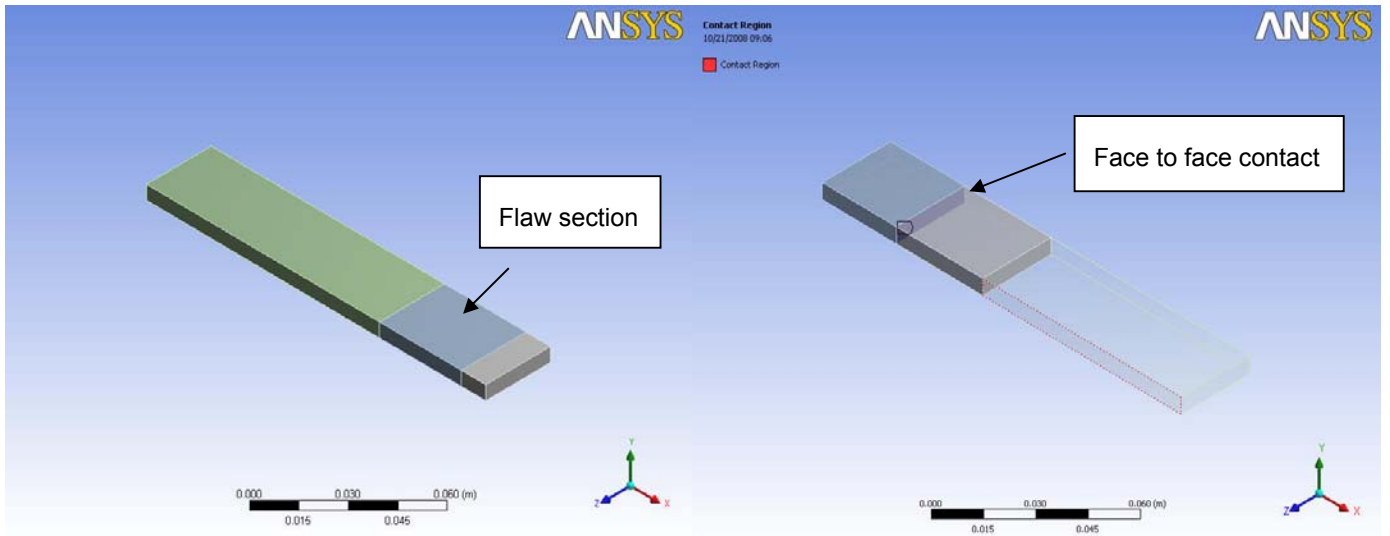 ANSYS
Flaw section
0.000 0.030 0.060 (m)
0.015 0.045
Y
Z X
Contact Region
10/21/2008 09:06
Contact Region
ANSYS
Face to face contact
0.000 0.030 0.060 (m)
0.015 0.045
Y
Z X